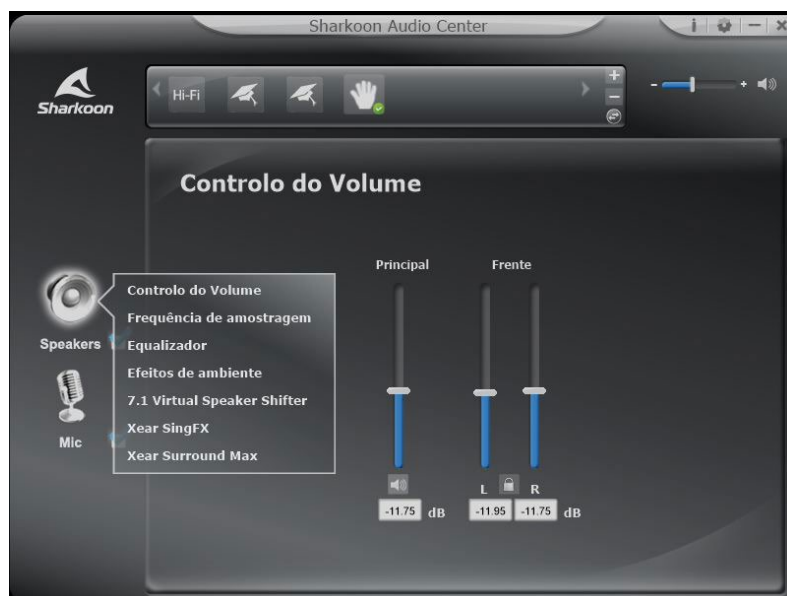 Sharkoon Audio Center
Sharkoon
Hi-Fi
Controlo do Volume
Principal Frente
Controlo do Volume
Frequência de amostragem
Equalizador
Efeitos de ambiente
7.1 Virtual Speaker Shifter
Xear SingFX
Xear Surround Max
Speakers
Mic
L R
-11.75 dB -11.95 -11.75 dB